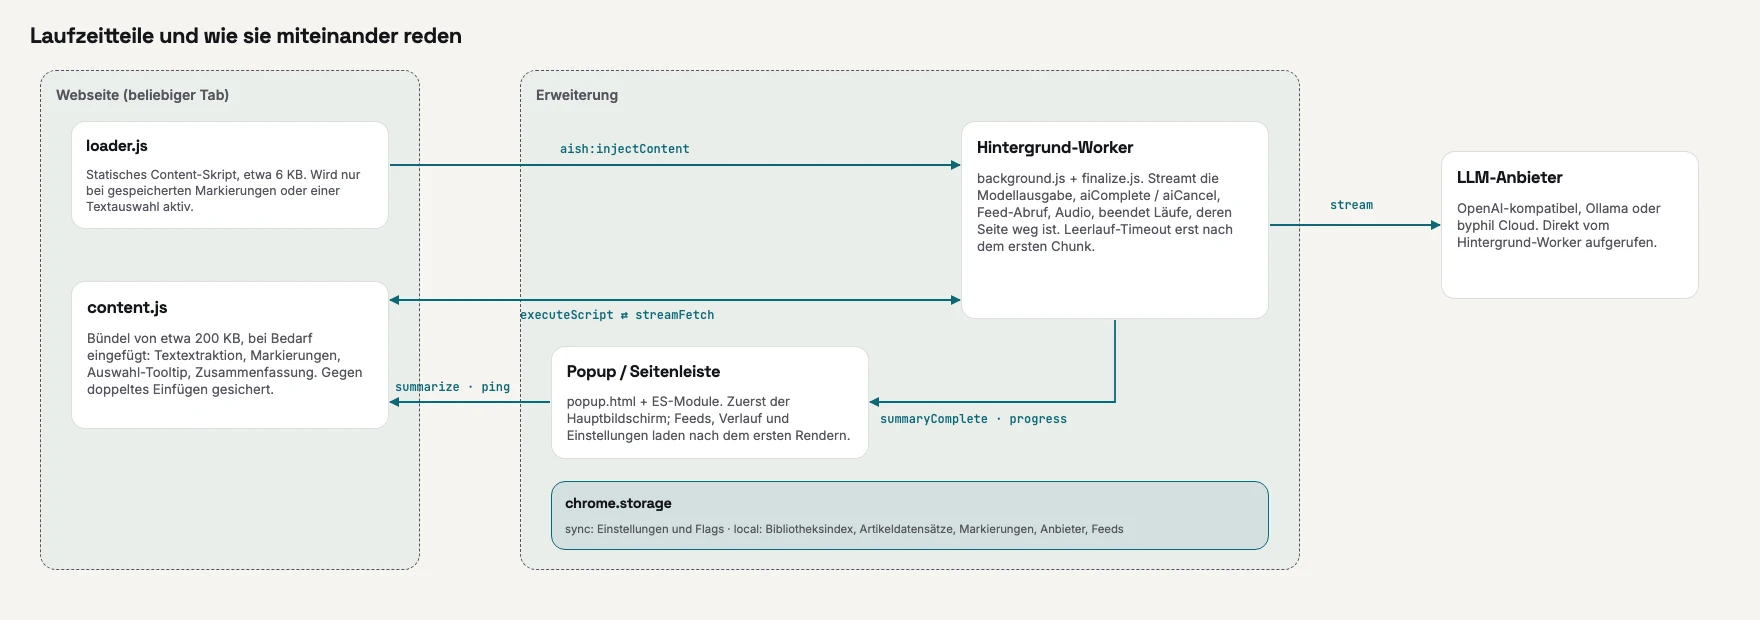 Laufzeitteile und wie sie miteinander reden
Webseite (beliebiger Tab)
loader.js
Statisches Content-Skript, etwa 6 KB. Wird nur
bei gespeicherten Markierungen oder einer
Textauswahl aktiv.
content.js
Bündel von etwa 200 KB, bei Bedarf
eingefügt: Textextraktion, Markierungen,
Auswahl-Tooltip, Zusammenfassung. Gegen
doppeltes Einfügen gesichert.
Erweiterung
aish:injectContent
Hintergrund-Worker
background.js + finalize.js. Streamt die
Modellausgabe, aiComplete / aiCancel,
Feed-Abruf, Audio, beendet Läufe, deren
Seite weg ist. Leerlauf-Timeout erst nach
dem ersten Chunk.
executeScript ⇄ streamFetch
summarize · ping
Popup / Seitenleiste
popup.html + ES-Module. Zuerst der
Hauptbildschirm; Feeds, Verlauf und
Einstellungen laden nach dem ersten Rendern.
summaryComplete · progress
chrome.storage
sync: Einstellungen und Flags · local: Bibliotheksindex, Artikeldatensätze, Markierungen, Anbieter, Feeds
stream
LLM-Anbieter
OpenAI-kompatibel, Ollama oder
byphil Cloud. Direkt vom
Hintergrund-Worker aufgerufen.